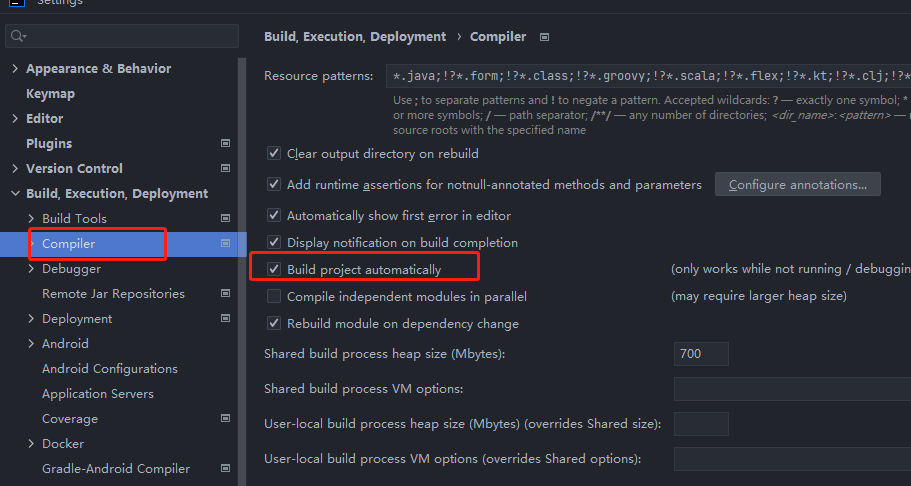 Settings
Build, Execution, Deployment › Compiler
Appearance & Behavior
Keymap
Editor
Plugins
Version Control
Build, Execution, Deployment
Build Tools
Compiler
Debugger
Remote Jar Repositories
Deployment
Android
Android Configurations
Application Servers
Coverage
Docker
Gradle-Android Compiler
Resource patterns: *.java;!?*.form;!?*.class;!?*.groovy;!?*.scala;!?*.flex;!?*.kt;!?*.clj;!?*
Use ; to separate patterns and ! to negate a pattern. Accepted wildcards: ? — exactly one symbol; *
or more symbols; / — path separator; /**/ — any number of directories; <dir_name>:<pattern> —
source roots with the specified name
Clear output directory on rebuild
Add runtime assertions for notnull-annotated methods and parameters Configure annotations...
Automatically show first error in editor
Display notification on build completion
Build project automatically (only works while not running / debuggin
Compile independent modules in parallel (may require larger heap size)
Rebuild module on dependency change
Shared build process heap size (Mbytes): 700
Shared build process VM options:
User-local build process heap size (Mbytes) (overrides Shared size):
User-local build process VM options (overrides Shared options):